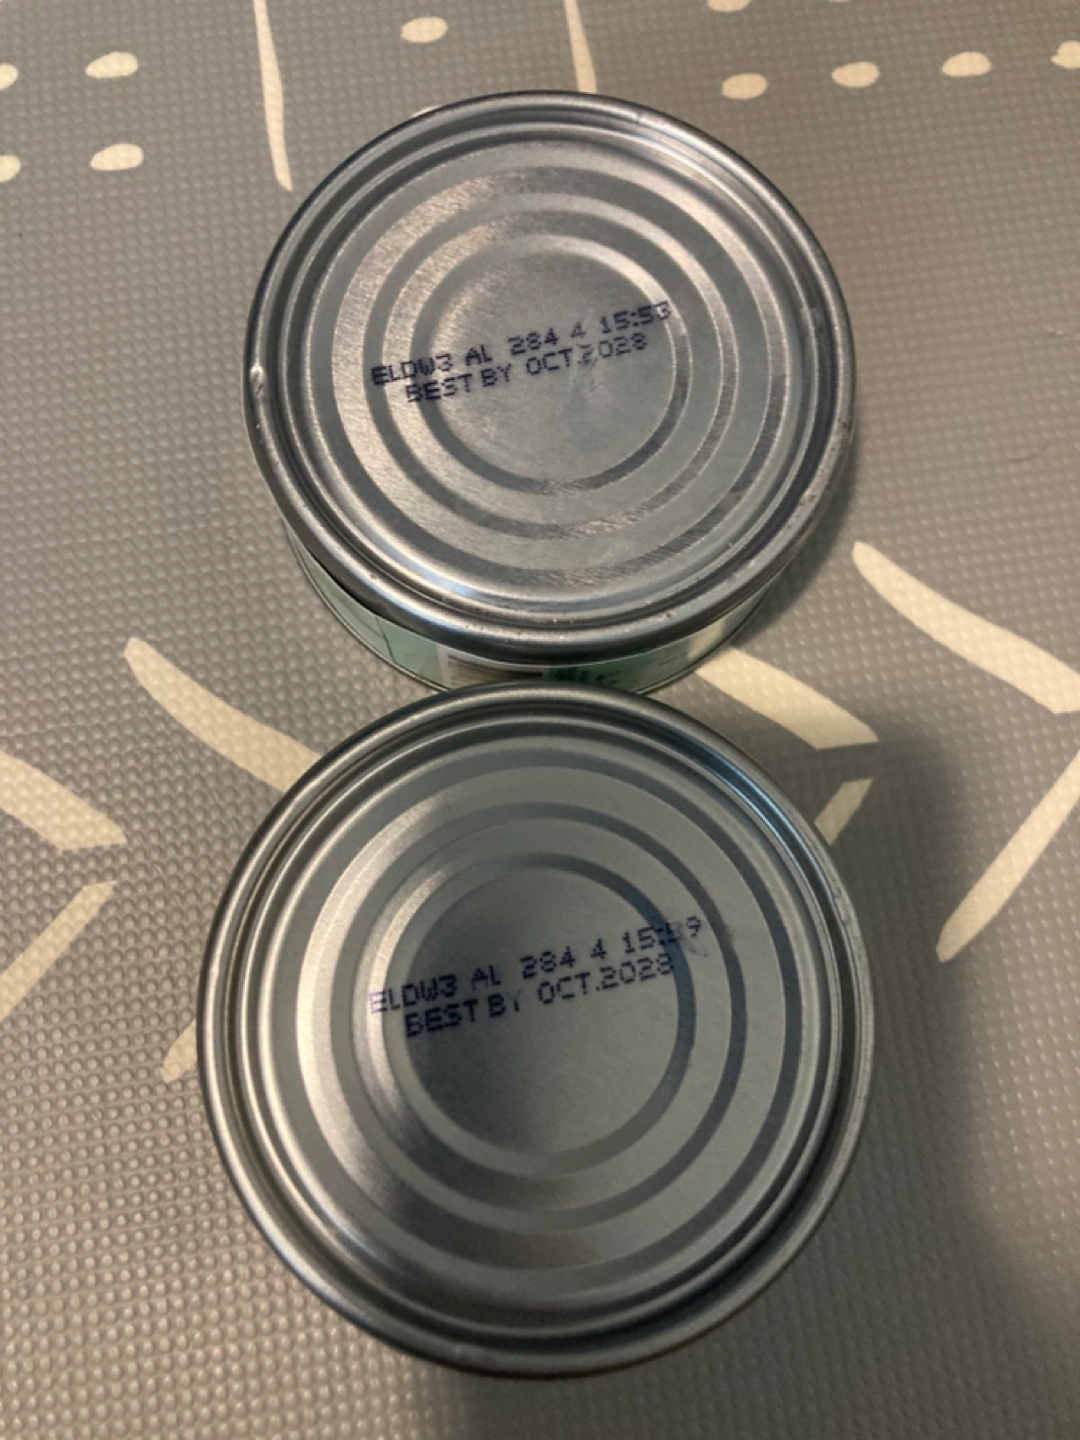 ELDW3 AL 284 4 15:53
BEST BY OCT.2028
ELDW3 AL 284 4
BEST BY OCT.2028